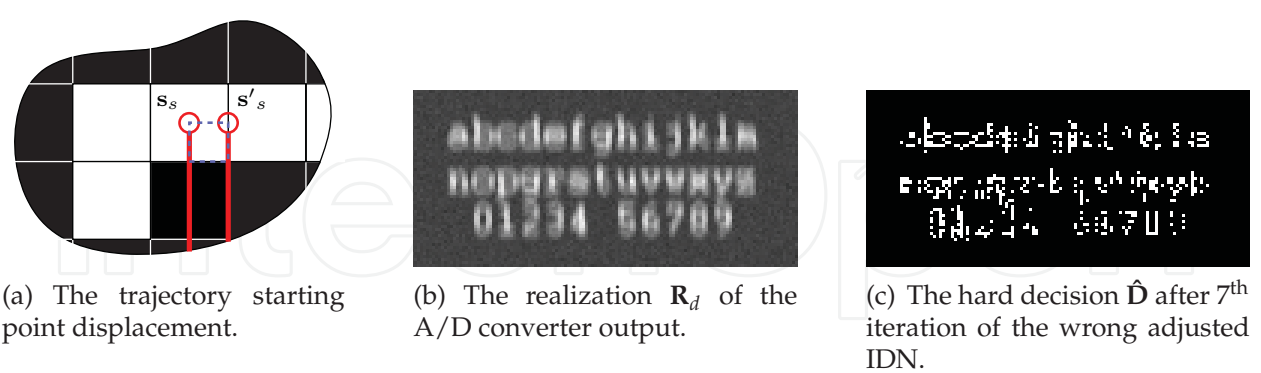 s_s s'_s
abcdefghijklm
nopqrstuvwxyz
01234 56789
(a) The trajectory starting
point displacement.
(b) The realization R_d of the
A/D converter output.
(c) The hard decision D̂ after 7th
iteration of the wrong adjusted
IDN.